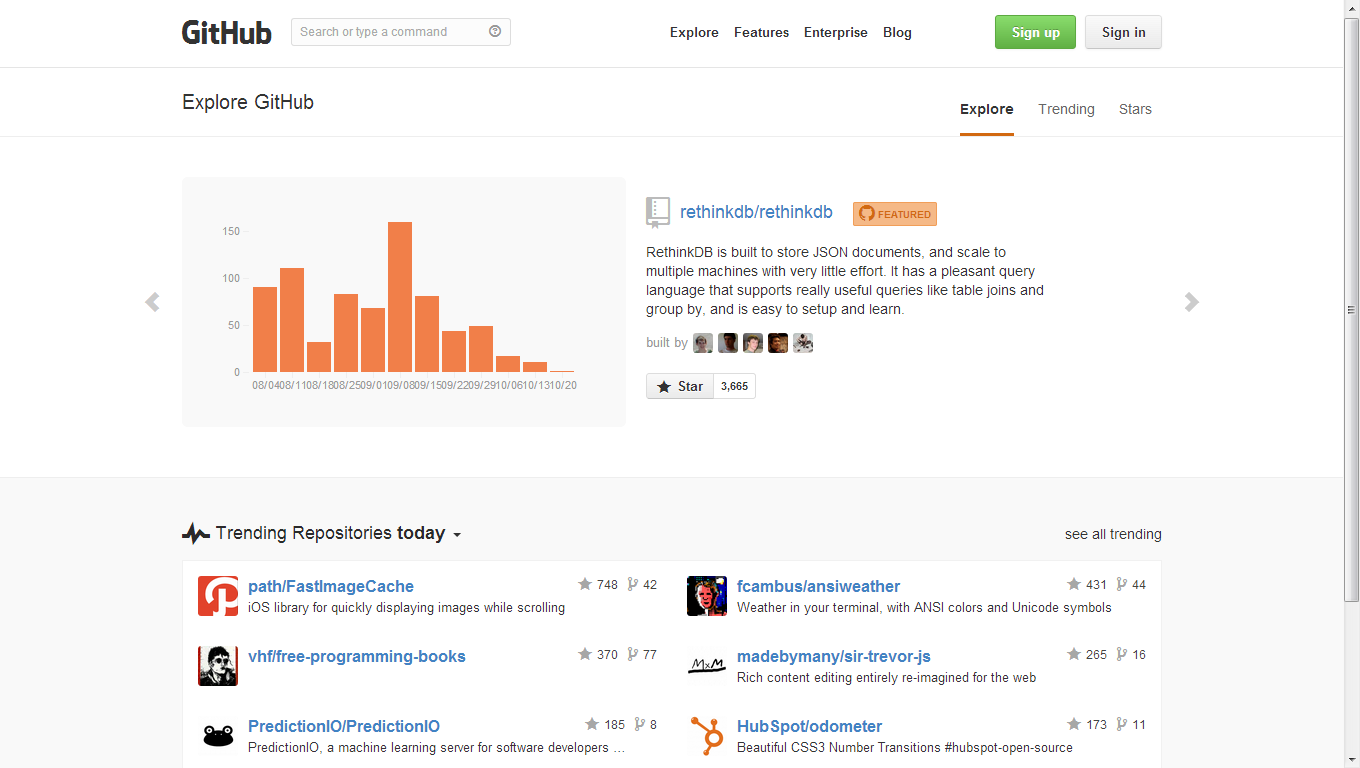 GitHub
Search or type a command
Explore Features Enterprise Blog
Sign up
Sign in
Explore GitHub
Explore Trending Stars
150
100
50
0
08/04 08/11 08/18 08/25 09/01 09/08 09/15 09/22 09/29 10/06 10/13 10/20
rethinkdb/rethinkdb
FEATURED
RethinkDB is built to store JSON documents, and scale to
multiple machines with very little effort. It has a pleasant query
language that supports really useful queries like table joins and
group by, and is easy to setup and learn.
built by
Star 3,665
Trending Repositories today
see all trending
path/FastImageCache 748 42
iOS library for quickly displaying images while scrolling
fcambus/ansiweather 431 44
Weather in your terminal, with ANSI colors and Unicode symbols
vhf/free-programming-books 370 77
MxM
madebymany/sir-trevor-js 265 16
Rich content editing entirely re-imagined for the web
PredictionIO/PredictionIO 185 8
PredictionIO, a machine learning server for software developers …
HubSpot/odometer 173 11
Beautiful CSS3 Number Transitions #hubspot-open-source